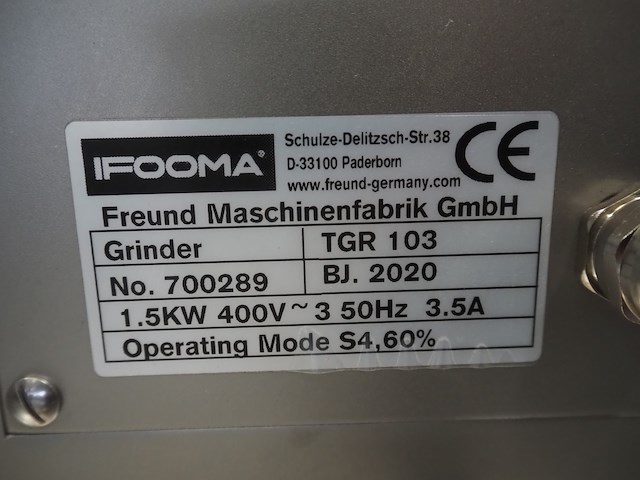 IFOOMA®
Schulze-Delitzsch-Str.38
D-33100 Paderborn
www.freund-germany.com
CE
Freund Maschinenfabrik GmbH
Grinder TGR 103
No. 700289 BJ. 2020
1.5KW 400V~3 50Hz 3.5A
Operating Mode S4,60%